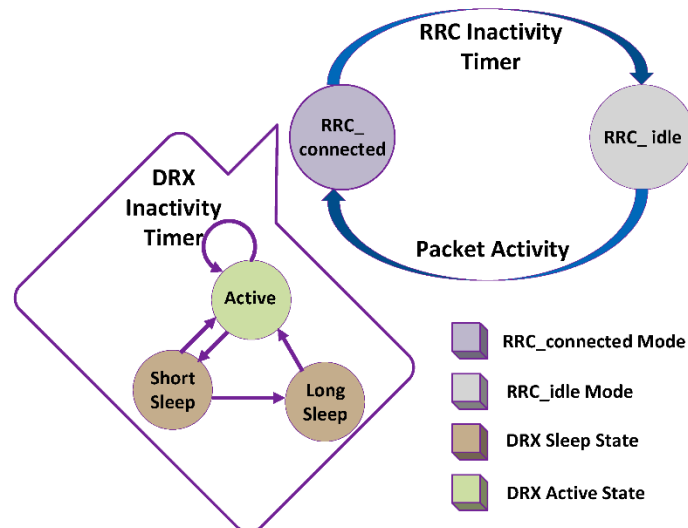 RRC Inactivity
Timer
RRC_
connected
RRC_ idle
Packet Activity
DRX
Inactivity
Timer
Active
Short
Sleep
Long
Sleep
RRC_connected Mode
RRC_idle Mode
DRX Sleep State
DRX Active State